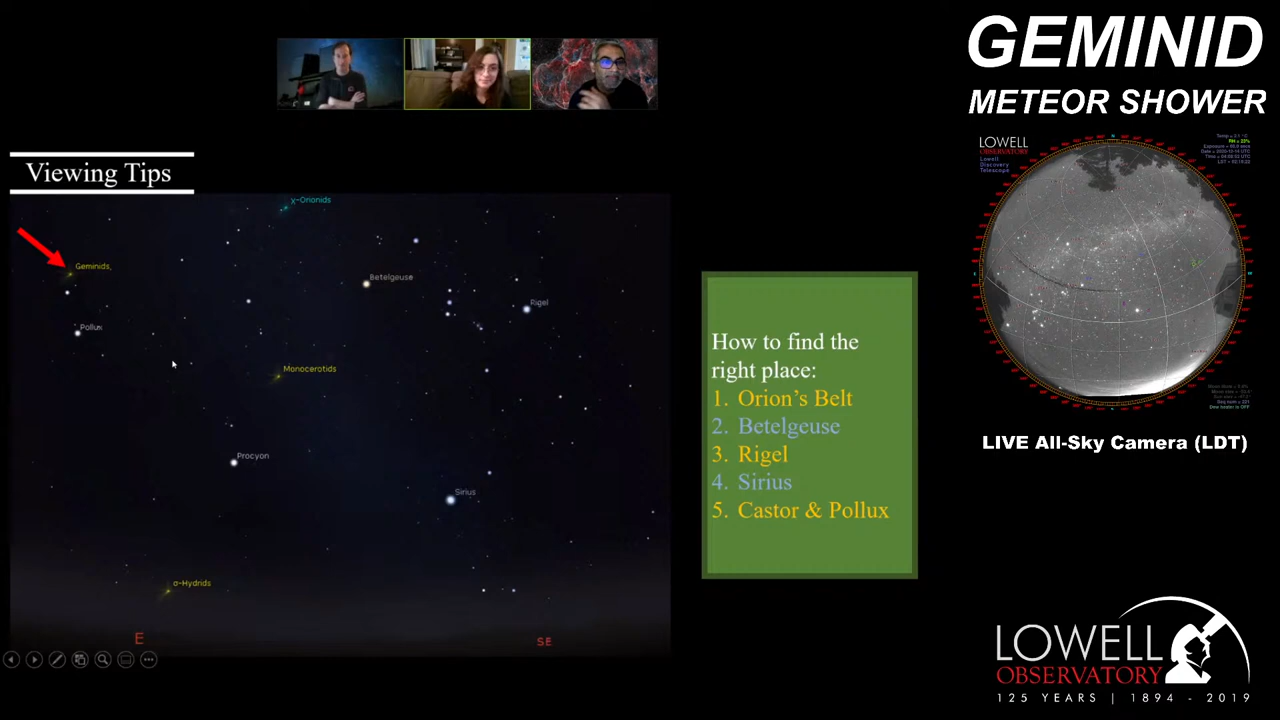 GEMINID
METEOR SHOWER
Viewing Tips
LOWELL
OBSERVATORY
Lowell
Discovery
Telescope
χ-Orionids
Geminids,
Betelgeuse
Rigel
Pollux
Monocerotids
Procyon
Sirius
σ-Hydrids
E
SE
How to find the
right place:
1. Orion's Belt
2. Betelgeuse
3. Rigel
4. Sirius
5. Castor & Pollux
LIVE All-Sky Camera (LDT)
LOWELL
OBSERVATORY
125 YEARS | 1894 - 2019